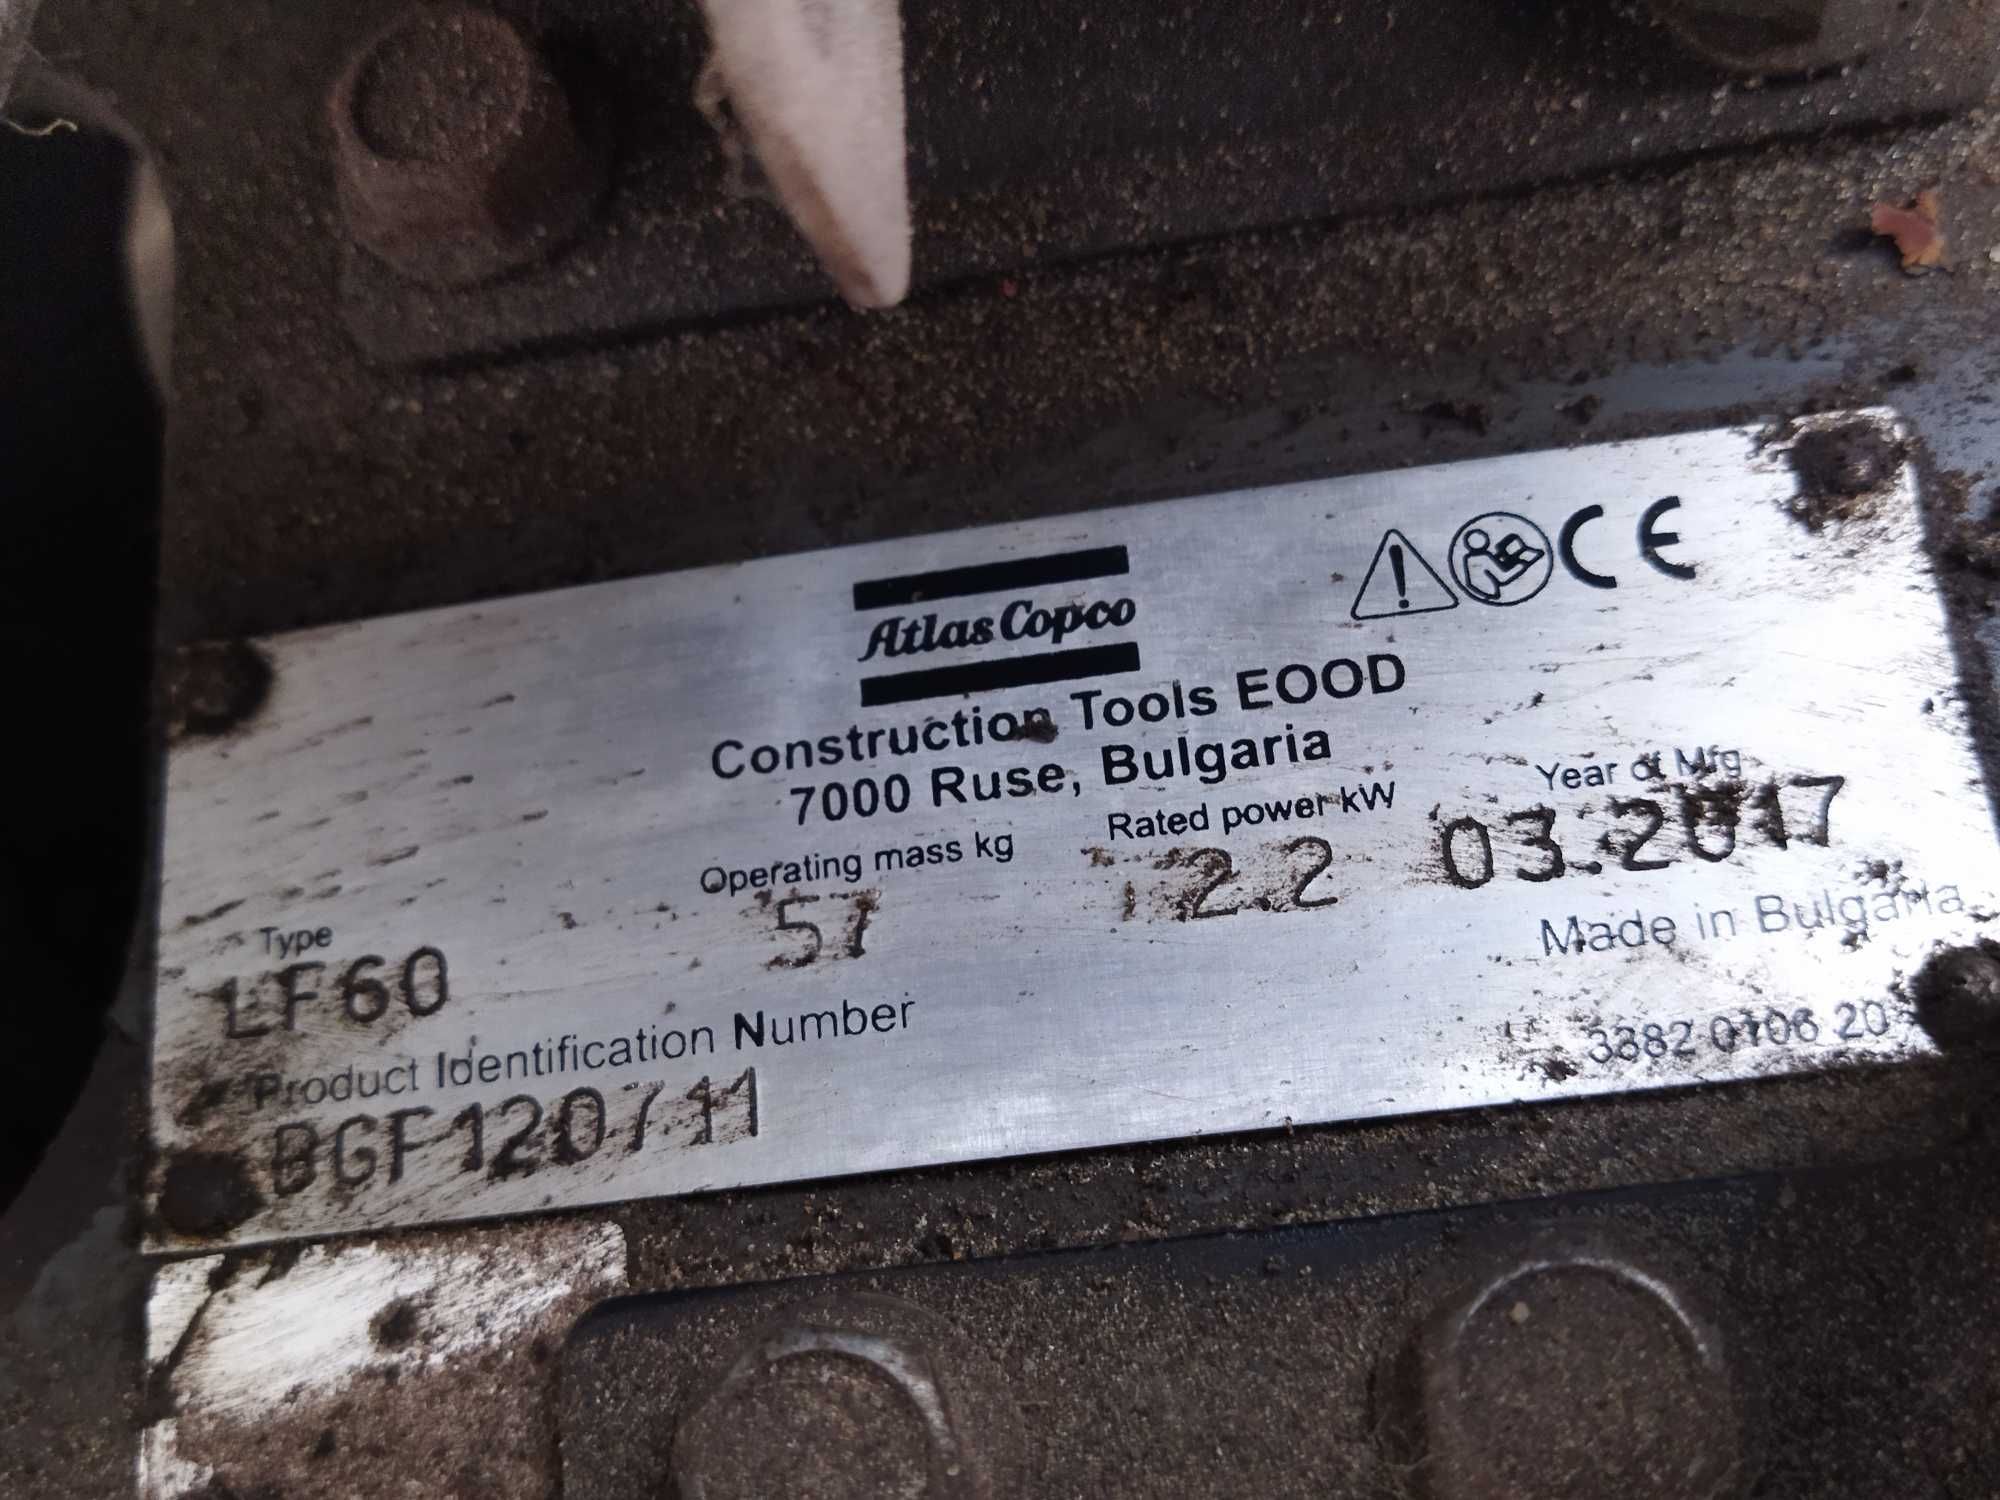 Atlas Copco
CE
Construction Tools EOOD
7000 Ruse, Bulgaria
Type
LF60
Operating mass kg
57
Rated power kW
2.2
Year of Mfg
03.2017
Made in Bulgaria
Product Identification Number
BGF120711
3382 0106 20